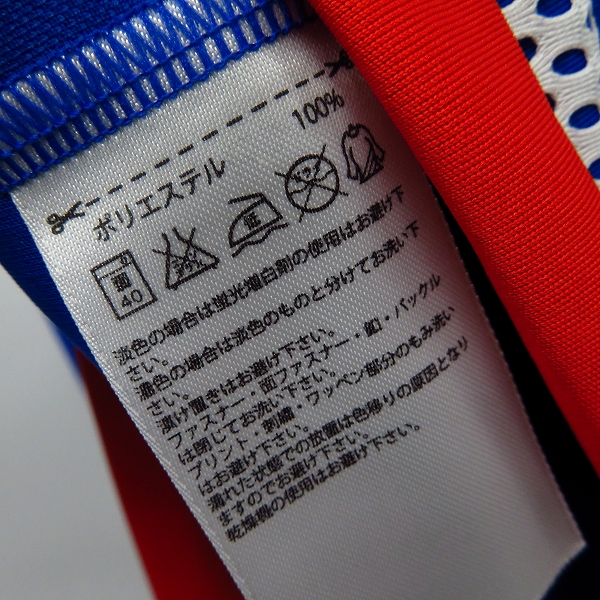 ポリエステル 100%
40
低
淡色の場合は蛍光増白剤の使用はお避け下
さい。
濃色の場合は淡色のものと分けてお洗い下
さい。
漬け置きはお避け下さい。
ファスナー・面ファスナー・釦・バックル
は閉じてお洗い下さい。
プリント・刺繍・ワッペン部分のもみ洗い
はお避け下さい。
濡れた状態での放置は色移りの原因となり
ますのでお避け下さい。
乾燥機の使用はお避け下さい。